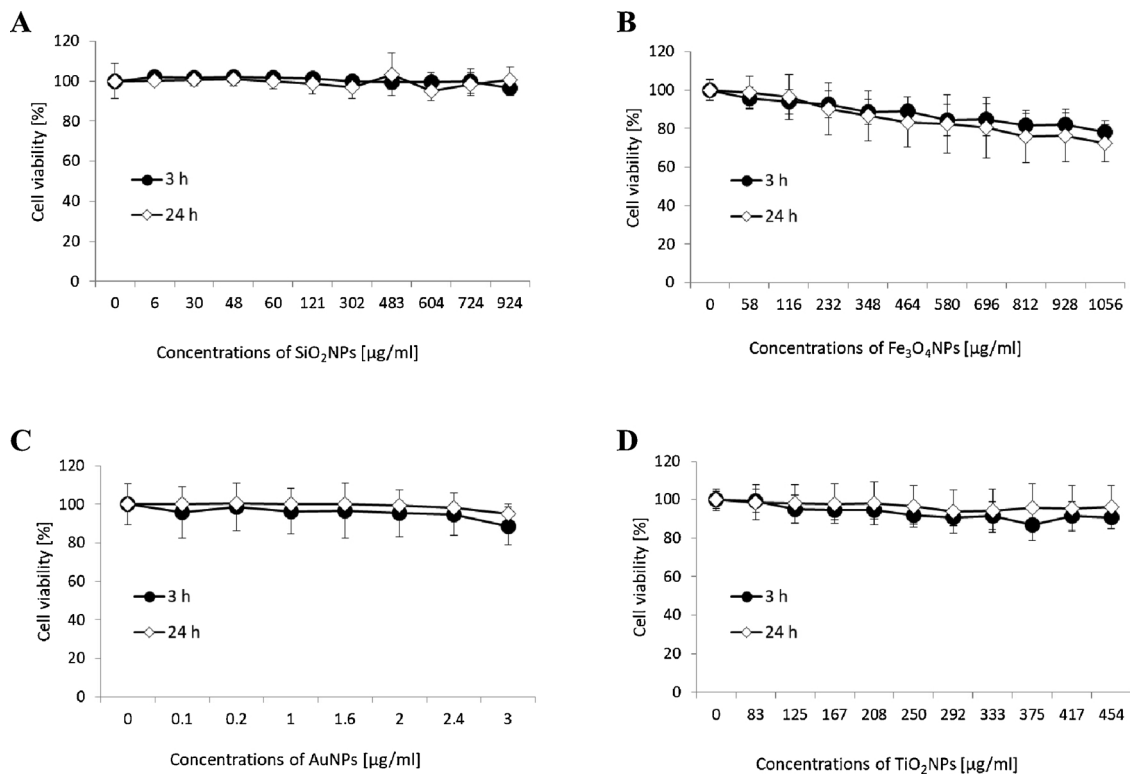 A
120
100
80
60
40
20
0
Cell viability [%]
3 h
24 h
0 6 30 48 60 121 302 483 604 724 924
Concentrations of SiO₂NPs [µg/ml]
B
120
100
80
60
40
20
0
Cell viability [%]
3 h
24 h
0 58 116 232 348 464 580 696 812 928 1056
Concentrations of Fe₃O₄NPs [µg/ml]
C
120
100
80
60
40
20
0
Cell viability [%]
3 h
24 h
0 0.1 0.2 1 1.6 2 2.4 3
Concentrations of AuNPs [µg/ml]
D
120
100
80
60
40
20
0
Cell viability [%]
3 h
24 h
0 83 125 167 208 250 292 333 375 417 454
Concentrations of TiO₂NPs [µg/ml]